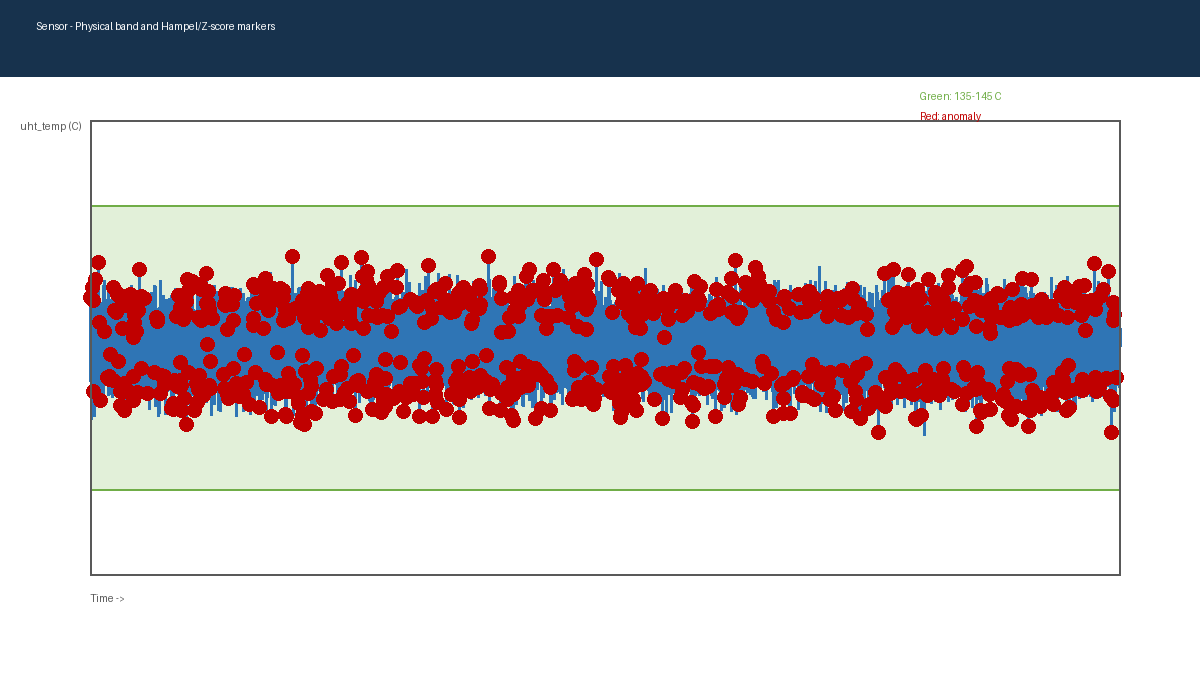 Sensor - Physical band and Hampel/Z-score markers
Green: 135-145 C
Red: anomaly
uht_temp (C)
Time ->